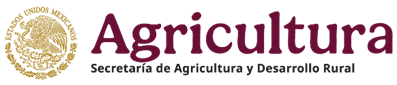 ESTADOS UNIDOS MEXICANOS
Agricultura
Secretaría de Agricultura y Desarrollo Rural